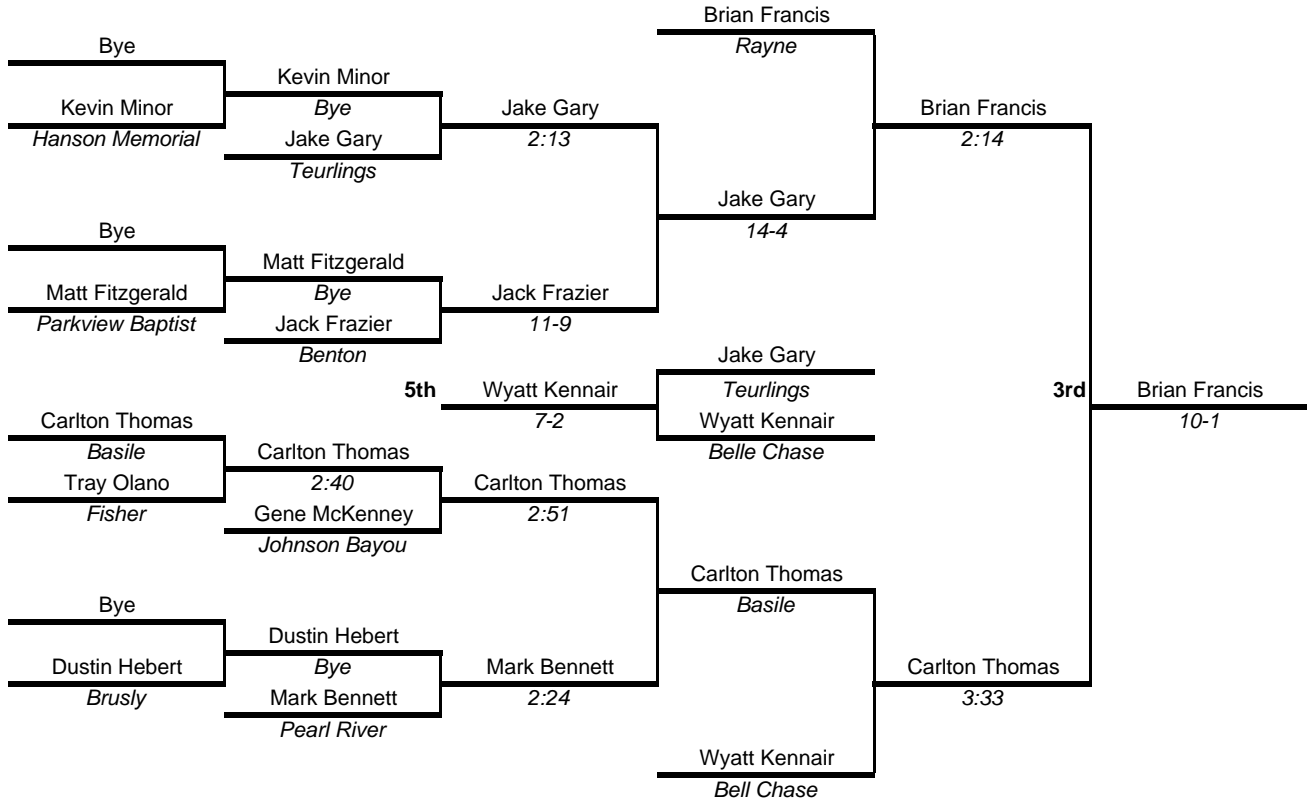 Brian Francis
Bye Rayne
Kevin Minor
Kevin Minor Bye Jake Gary Brian Francis
Hanson Memorial Jake Gary 2:13 2:14
Teurlings
Jake Gary
Bye 14-4
Matt Fitzgerald
Matt Fitzgerald Bye Jack Frazier
Parkview Baptist Jack Frazier 11-9
Benton Jake Gary
5th Wyatt Kennair Teurlings 3rd Brian Francis
Carlton Thomas 7-2 Wyatt Kennair 10-1
Basile Carlton Thomas Belle Chase
Tray Olano 2:40 Carlton Thomas
Fisher Gene McKenney 2:51
Johnson Bayou
Carlton Thomas
Bye Basile
Dustin Hebert
Dustin Hebert Bye Mark Bennett Carlton Thomas
Brusly Mark Bennett 2:24 3:33
Pearl River
Wyatt Kennair
Bell Chase